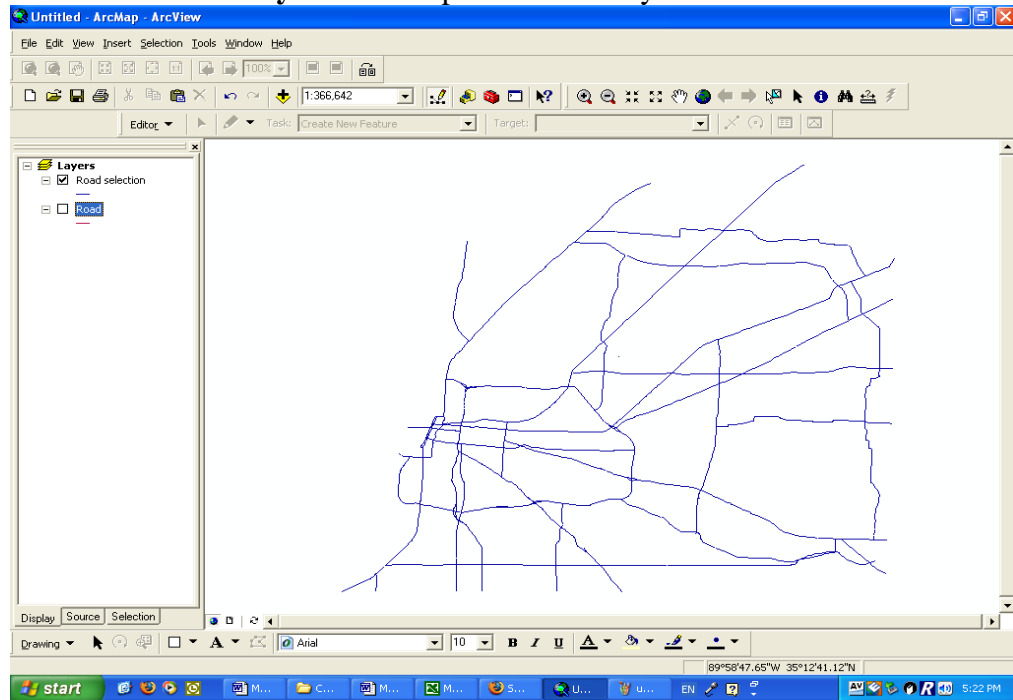 Untitled - ArcMap - ArcView
File Edit View Insert Selection Tools Window Help
100%
1:366,642
Editor Task: Create New Feature Target:
Layers
Road selection
Road
Display Source Selection
Drawing A Arial 10 B I U A
89°58'47.65"W 35°12'41.12"N
start M... C... M... M... S... U... u... EN AV R 5:22 PM